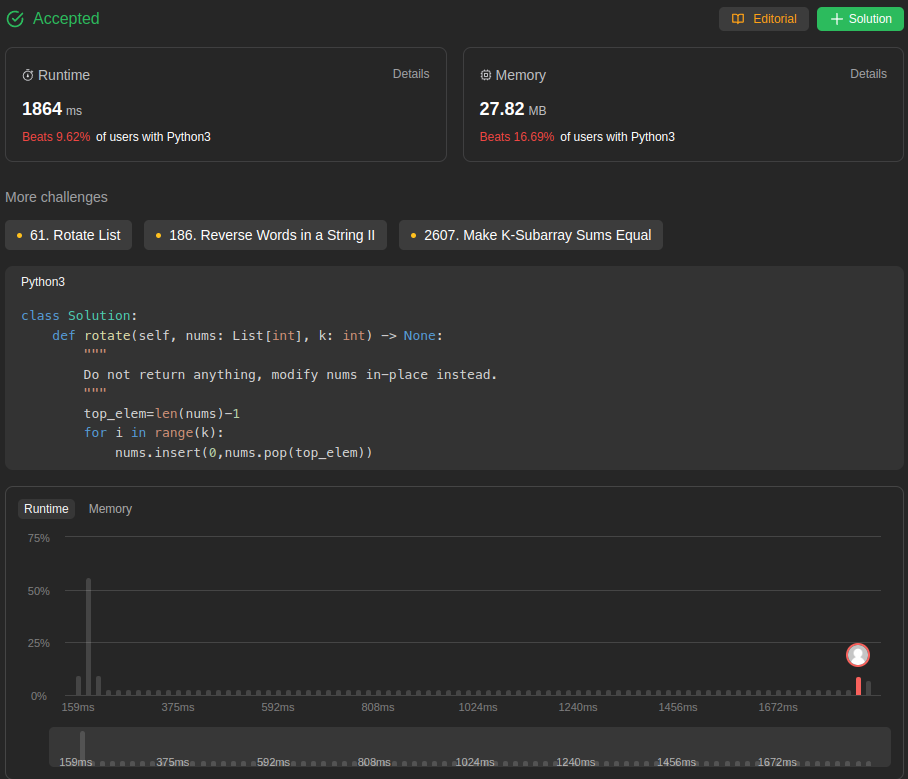 Accepted
Editorial
Solution
Runtime
Details
1864 ms
Beats 9.62% of users with Python3
Memory
Details
27.82 MB
Beats 16.69% of users with Python3
More challenges
61. Rotate List
186. Reverse Words in a String II
2607. Make K-Subarray Sums Equal
Python3
class Solution:
    def rotate(self, nums: List[int], k: int) -> None:
        """
        Do not return anything, modify nums in-place instead.
        """
        top_elem=len(nums)-1
        for i in range(k):
            nums.insert(0,nums.pop(top_elem))
Runtime Memory
75%
50%
25%
0%
159ms 375ms 592ms 808ms 1024ms 1240ms 1456ms 1672ms
159ms 375ms 592ms 808ms 1024ms 1240ms 1456ms 1672ms